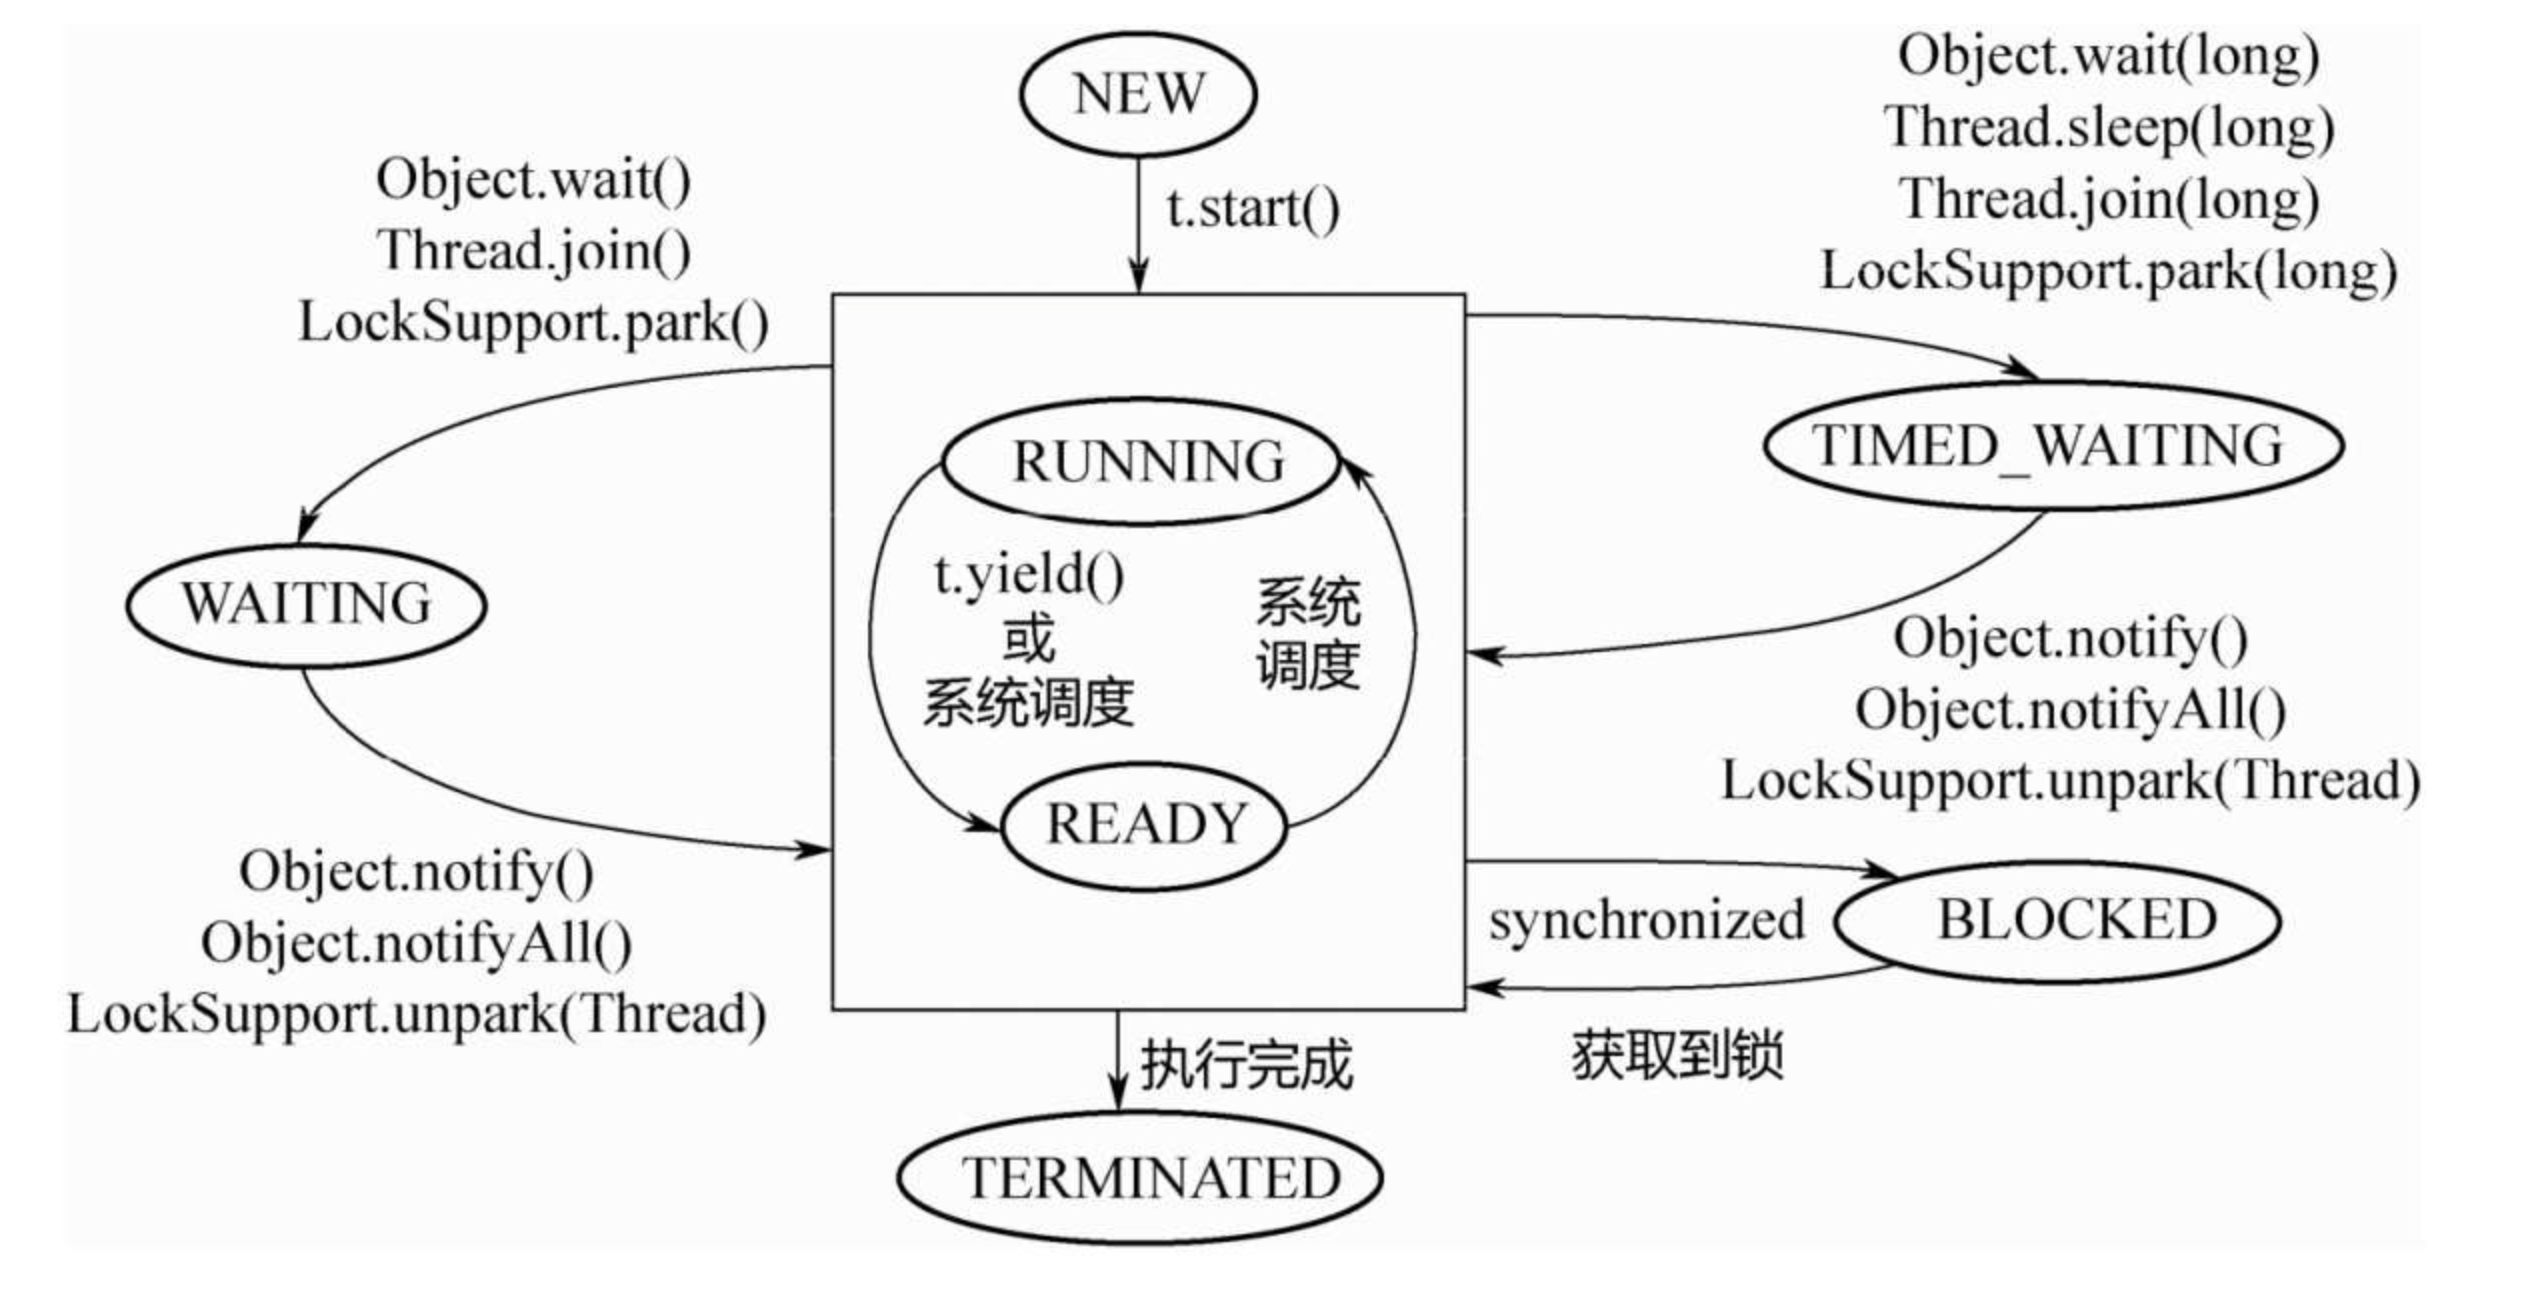 NEW
t.start()
Object.wait()
Thread.join()
LockSupport.park()
Object.wait(long)
Thread.sleep(long)
Thread.join(long)
LockSupport.park(long)
RUNNING
TIMED_WAITING
WAITING
t.yield()
或
系统调度
系统
调度
READY
Object.notify()
Object.notifyAll()
LockSupport.unpark(Thread)
Object.notify()
Object.notifyAll()
LockSupport.unpark(Thread)
synchronized
BLOCKED
获取到锁
执行完成
TERMINATED